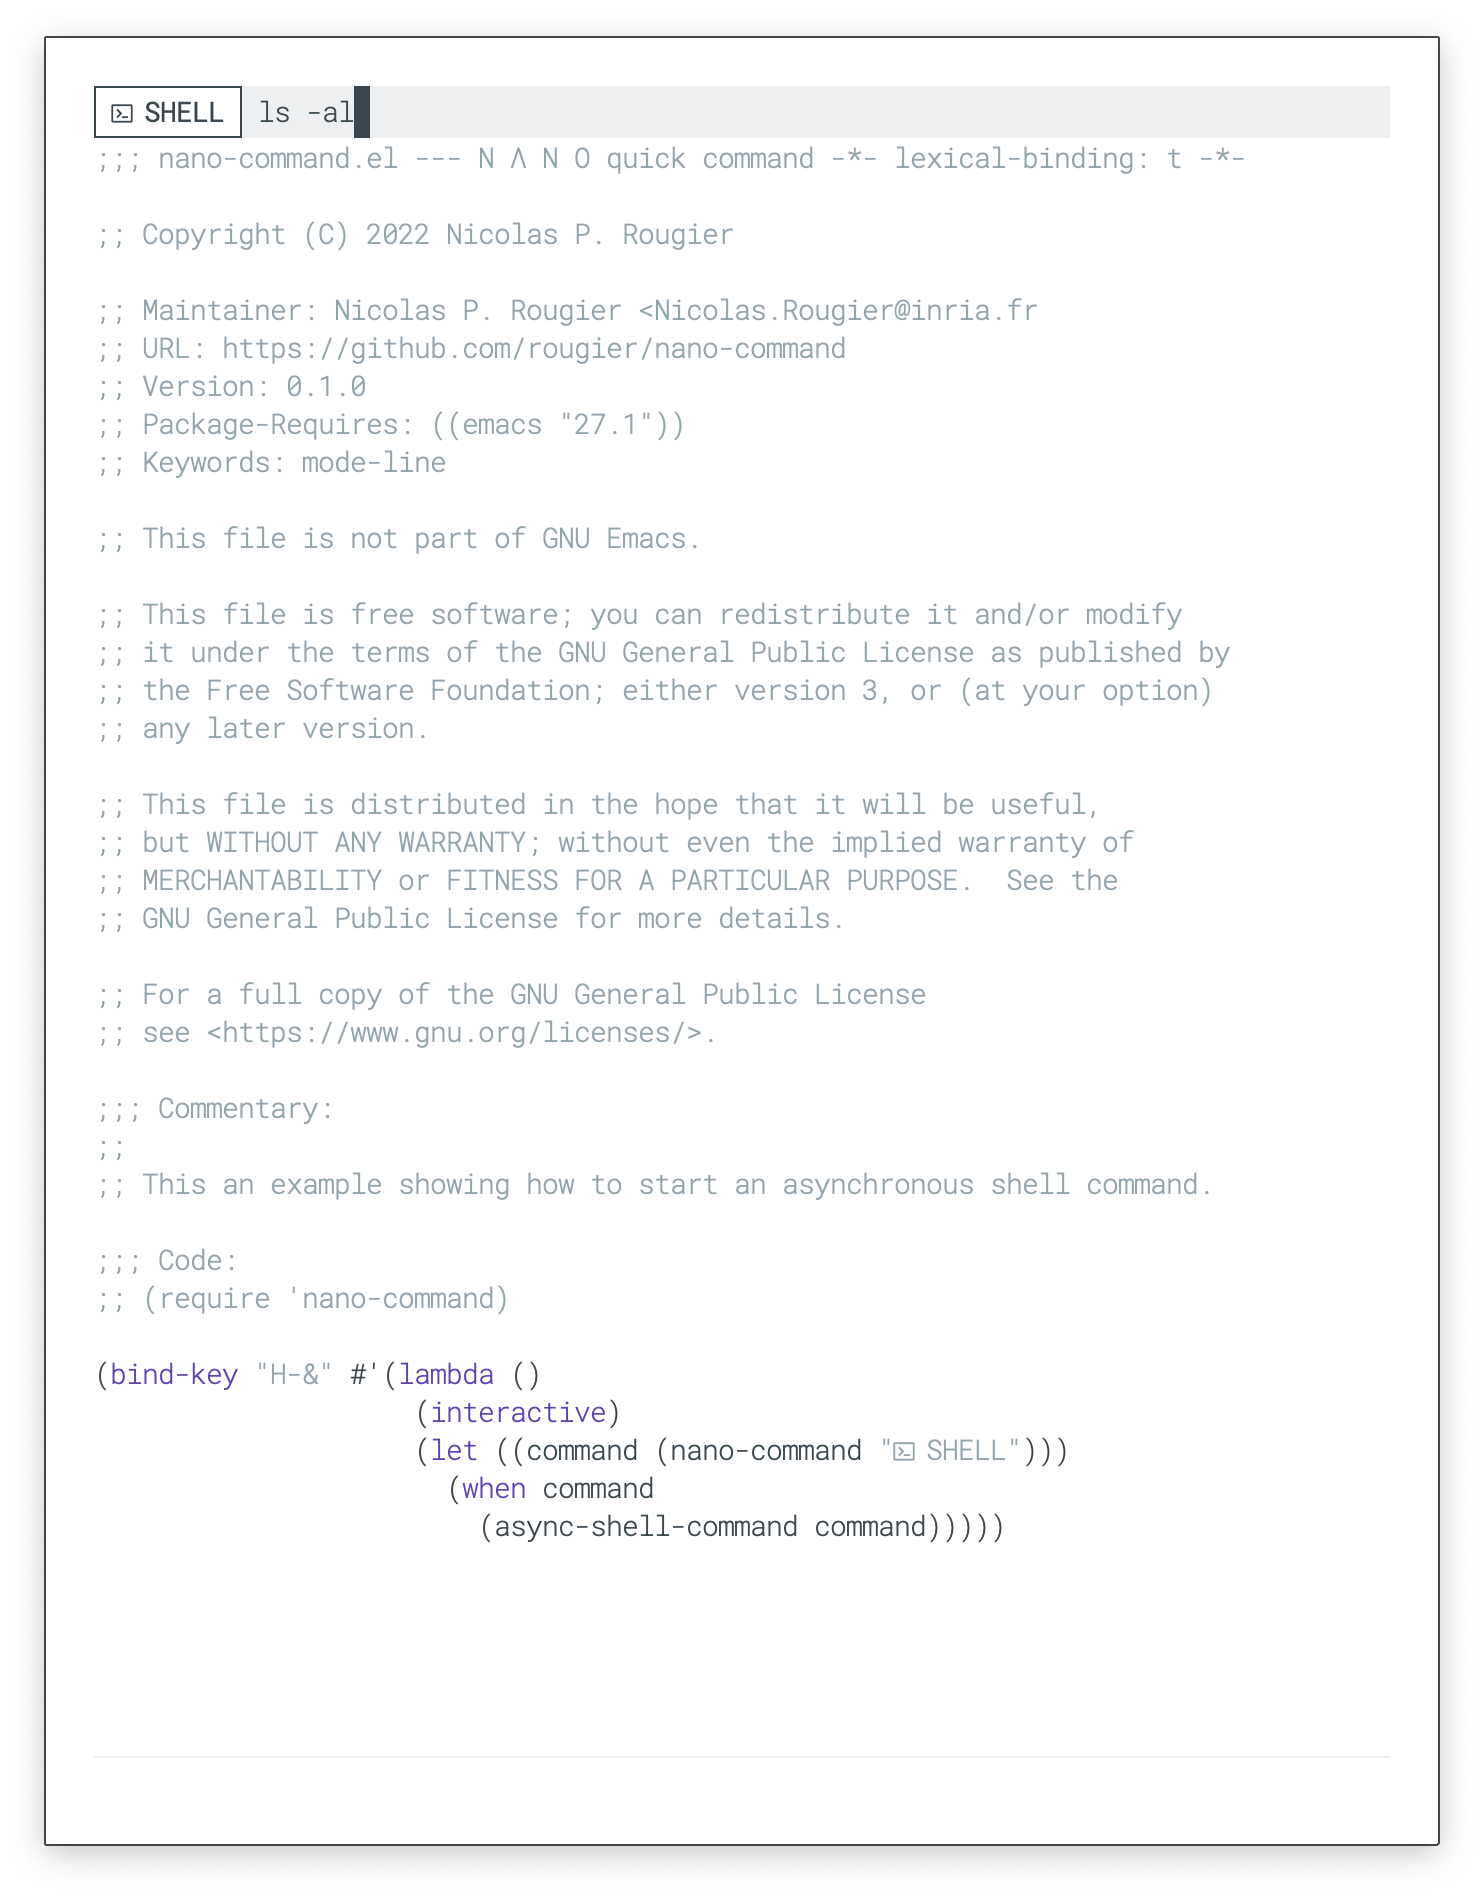 SHELL ls -al
;;; nano-command.el --- N Λ N O quick command -*- lexical-binding: t -*-
;; Copyright (C) 2022 Nicolas P. Rougier
;; Maintainer: Nicolas P. Rougier <Nicolas.Rougier@inria.fr
;; URL: https://github.com/rougier/nano-command
;; Version: 0.1.0
;; Package-Requires: ((emacs "27.1"))
;; Keywords: mode-line
;; This file is not part of GNU Emacs.
;; This file is free software; you can redistribute it and/or modify
;; it under the terms of the GNU General Public License as published by
;; the Free Software Foundation; either version 3, or (at your option)
;; any later version.
;; This file is distributed in the hope that it will be useful,
;; but WITHOUT ANY WARRANTY; without even the implied warranty of
;; MERCHANTABILITY or FITNESS FOR A PARTICULAR PURPOSE.  See the
;; GNU General Public License for more details.
;; For a full copy of the GNU General Public License
;; see <https://www.gnu.org/licenses/>.
;;; Commentary:
;;
;; This an example showing how to start an asynchronous shell command.
;;; Code:
;; (require 'nano-command)
(bind-key "H-&" #'(lambda ()
                    (interactive)
                    (let ((command (nano-command " SHELL")))
                      (when command
                        (async-shell-command command)))))